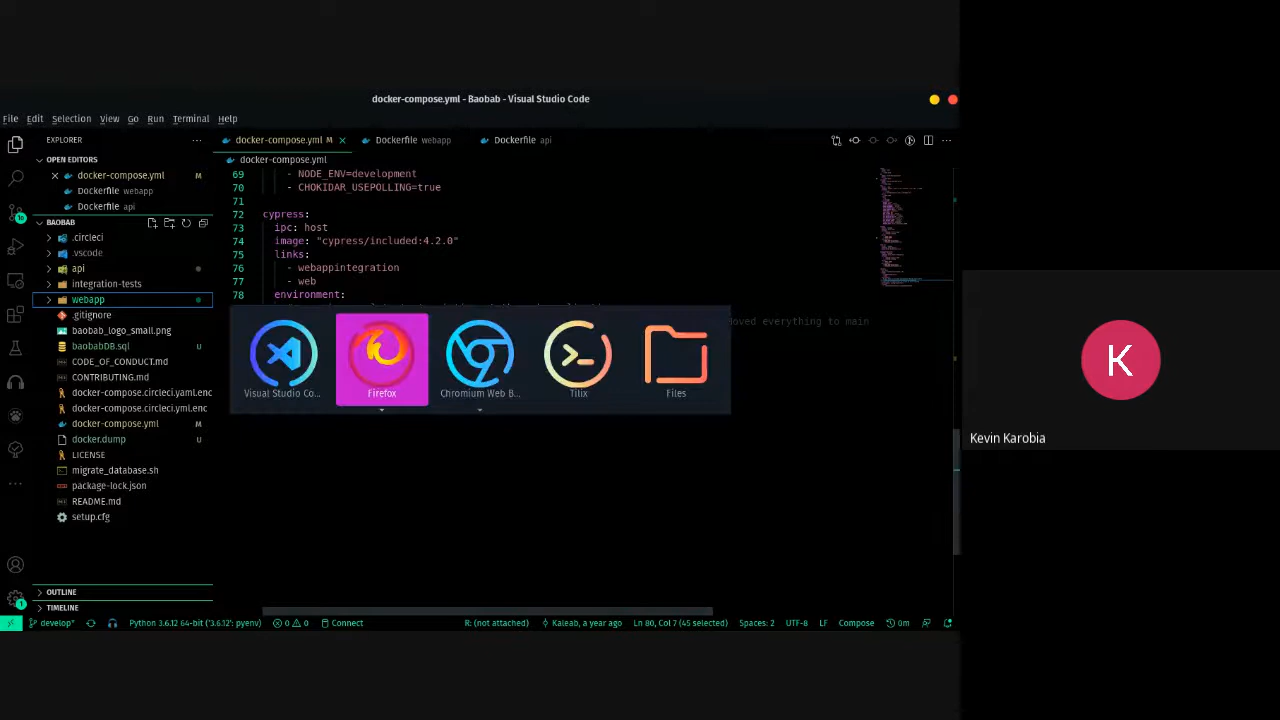 docker-compose.yml - Baobab - Visual Studio Code
File Edit Selection View Go Run Terminal Help
EXPLORER
OPEN EDITORS
docker-compose.yml M
Dockerfile webapp
Dockerfile api
BAOBAB
.circleci
.vscode
api
integration-tests
webapp
.gitignore
baobab_logo_small.png
baobabDB.sql U
CODE_OF_CONDUCT.md
CONTRIBUTING.md
docker-compose.circleci.yaml.enc
docker-compose.circleci.yml.enc
docker-compose.yml M
docker.dump U
LICENSE
migrate_database.sh
package-lock.json
README.md
setup.cfg
OUTLINE
TIMELINE
docker-compose.yml M
Dockerfile webapp
Dockerfile api
docker-compose.yml
69 - NODE_ENV=development
70 - CHOKIDAR_USEPOLLING=true
71
72 cypress:
73 ipc: host
74 image: "cypress/included:4.2.0"
75 links:
76 - webappintegration
77 - web
78 environment:
Moved everything to main
Visual Studio Co...
Firefox
Chromium Web B...
Tilix
Files
develop*
Python 3.6.12 64-bit ('3.6.12': pyenv)
0 0
Connect
R: (not attached)
Kaleab, a year ago
Ln 80, Col 7 (45 selected)
Spaces: 2
UTF-8
LF
Compose
0m
K
Kevin Karobia